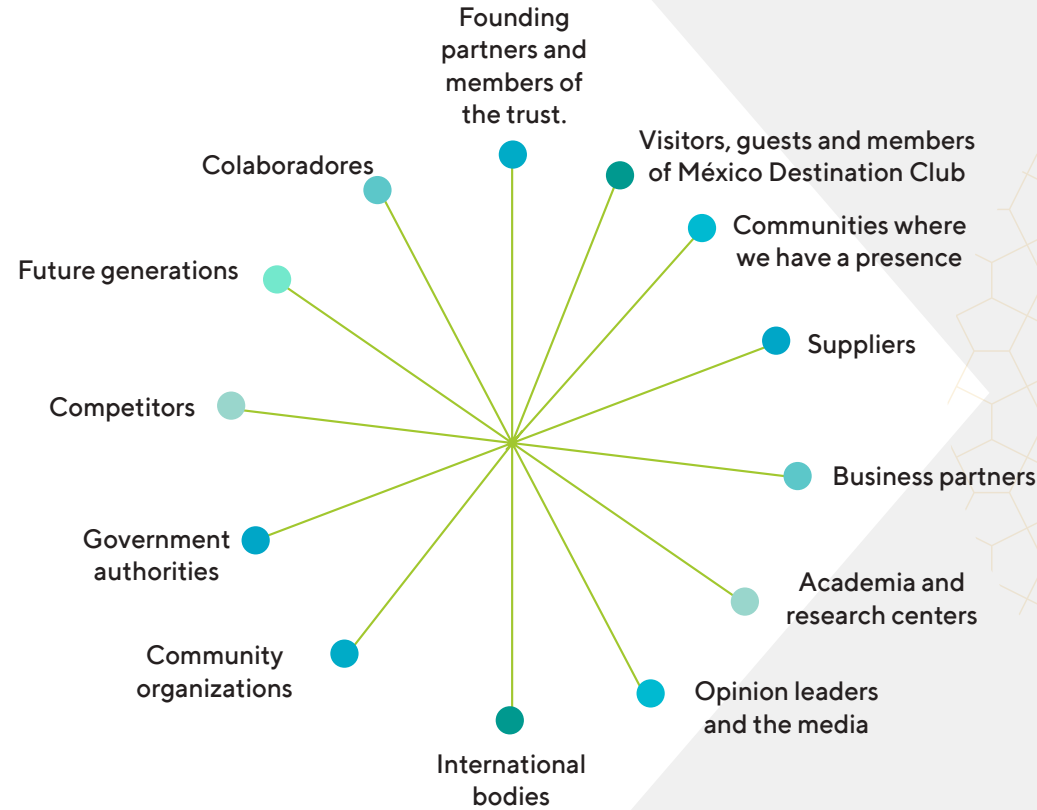 Founding
partners and
members of
the trust.
Visitors, guests and members
of México Destination Club
Communities where
we have a presence
Suppliers
Business partners
Academia and
research centers
Opinion leaders
and the media
International
bodies
Community
organizations
Government
authorities
Competitors
Future generations
Colaboradores